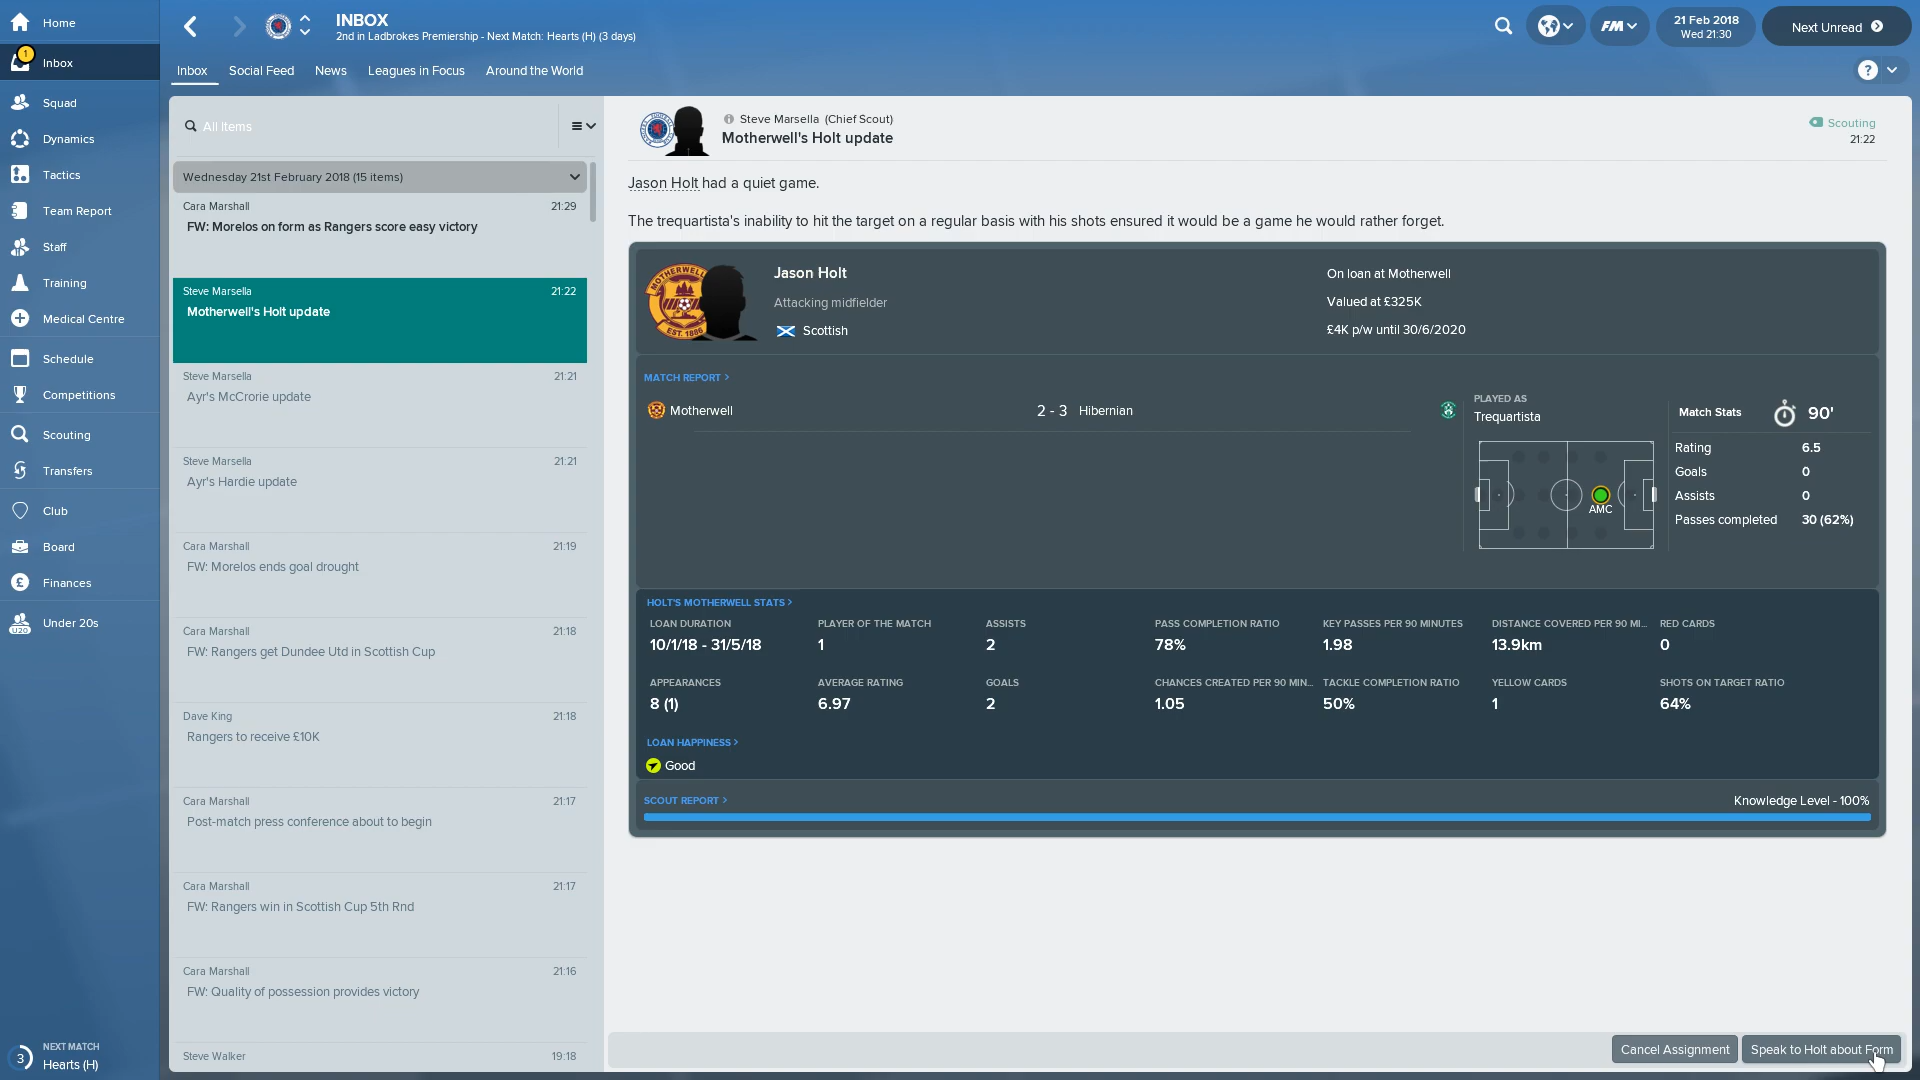 Home
1
Inbox
Squad
Dynamics
Tactics
Team Report
Staff
Training
Medical Centre
Schedule
Competitions
Scouting
Transfers
Club
Board
Finances
U20
Under 20s
3
NEXT MATCH
Hearts (H)
INBOX
2nd in Ladbrokes Premiership - Next Match: Hearts (H) (3 days)
FM
21 Feb 2018
Wed 21:30
Next Unread
Inbox
Social Feed
News
Leagues in Focus
Around the World
?
All Items
Wednesday 21st February 2018 (15 items)
Cara Marshall 21:29
FW: Morelos on form as Rangers score easy victory
Steve Marsella 21:22
Motherwell's Holt update
Steve Marsella 21:21
Ayr's McCrorie update
Steve Marsella 21:21
Ayr's Hardie update
Cara Marshall 21:19
FW: Morelos ends goal drought
Cara Marshall 21:18
FW: Rangers get Dundee Utd in Scottish Cup
Dave King 21:18
Rangers to receive £10K
Cara Marshall 21:17
Post-match press conference about to begin
Cara Marshall 21:17
FW: Rangers win in Scottish Cup 5th Rnd
Cara Marshall 21:16
FW: Quality of possession provides victory
Steve Walker 19:18
Steve Marsella (Chief Scout)
Motherwell's Holt update
Scouting
21:22
Jason Holt had a quiet game.
The trequartista's inability to hit the target on a regular basis with his shots ensured it would be a game he would rather forget.
MOTHERWELL
EST. 1886
Jason Holt
Attacking midfielder
Scottish
On loan at Motherwell
Valued at £325K
£4K p/w until 30/6/2020
MATCH REPORT >
Motherwell 2 - 3 Hibernian
PLAYED AS
Trequartista
AMC
Match Stats 90'
Rating 6.5
Goals 0
Assists 0
Passes completed 30 (62%)
HOLT'S MOTHERWELL STATS >
LOAN DURATION PLAYER OF THE MATCH ASSISTS PASS COMPLETION RATIO KEY PASSES PER 90 MINUTES DISTANCE COVERED PER 90 MI... RED CARDS
10/1/18 - 31/5/18 1 2 78% 1.98 13.9km 0
APPEARANCES AVERAGE RATING GOALS CHANCES CREATED PER 90 MIN... TACKLE COMPLETION RATIO YELLOW CARDS SHOTS ON TARGET RATIO
8 (1) 6.97 2 1.05 50% 1 64%
LOAN HAPPINESS >
Good
SCOUT REPORT >
Knowledge Level - 100%
Cancel Assignment
Speak to Holt about Form